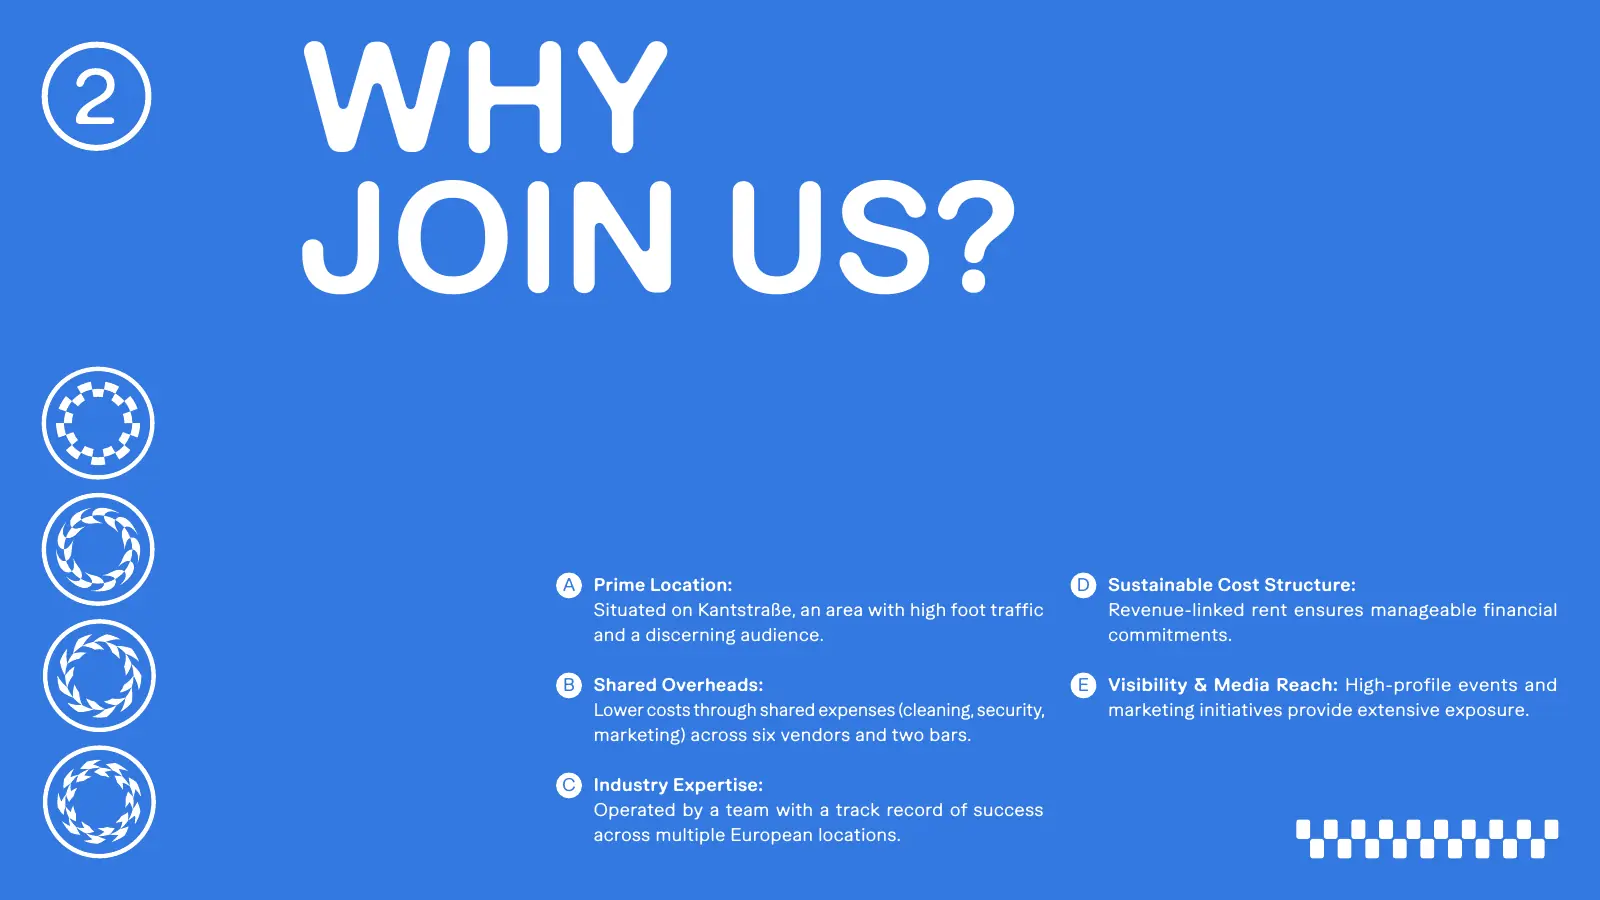 2
WHY
JOIN US?
A Prime Location:
Situated on Kantstraße, an area with high foot traffic
and a discerning audience.
B Shared Overheads:
Lower costs through shared expenses (cleaning, security,
marketing) across six vendors and two bars.
C Industry Expertise:
Operated by a team with a track record of success
across multiple European locations.
D Sustainable Cost Structure:
Revenue-linked rent ensures manageable financial
commitments.
E Visibility & Media Reach: High-profile events and
marketing initiatives provide extensive exposure.